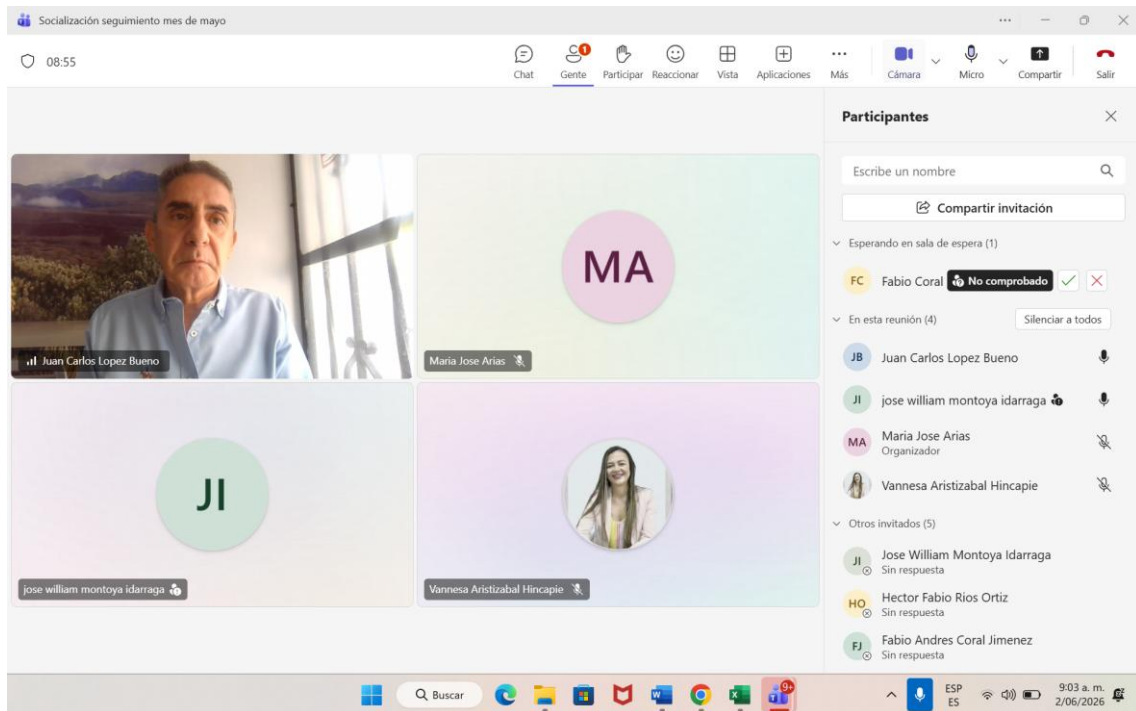 Socialización seguimiento mes de mayo
08:55
1
Chat
Gente
Participar
Reaccionar
Vista
Aplicaciones
Más
Cámara
Micro
Compartir
Salir
Juan Carlos Lopez Bueno
MA
Maria Jose Arias
JI
jose william montoya idarraga
Vannesa Aristizabal Hincapie
Participantes
Escribe un nombre
Compartir invitación
Esperando en sala de espera (1)
FC Fabio Coral No comprobado
En esta reunión (4) Silenciar a todos
JB Juan Carlos Lopez Bueno
JI jose william montoya idarraga
MA Maria Jose Arias
Organizador
Vannesa Aristizabal Hincapie
Otros invitados (5)
JI Jose William Montoya Idarraga
Sin respuesta
HO Hector Fabio Rios Ortiz
Sin respuesta
FJ Fabio Andres Coral Jimenez
Sin respuesta
Buscar
9+
ESP
ES
9:03 a. m.
2/06/2026